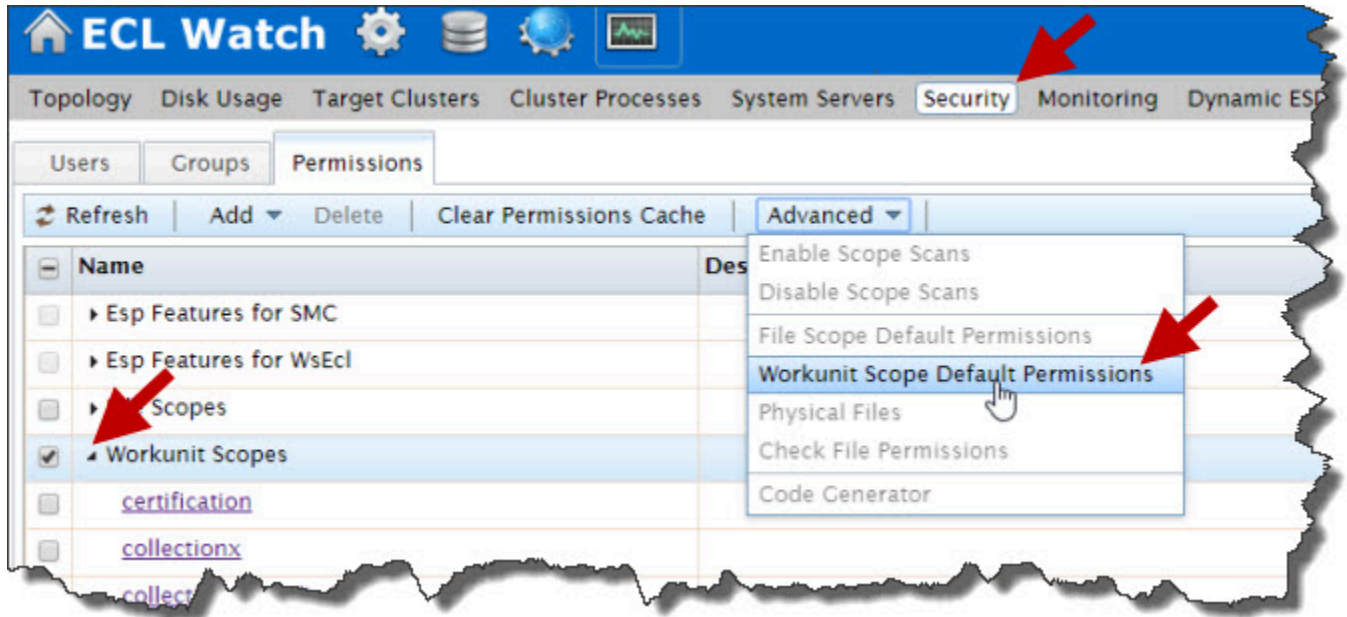 ECL Watch
Topology Disk Usage Target Clusters Cluster Processes System Servers Security Monitoring Dynamic
Users Groups Permissions
Refresh Add Delete Clear Permissions Cache Advanced
Name
Enable Scope Scans
Disable Scope Scans
File Scope Default Permissions
Workunit Scope Default Permissions
Physical Files
Check File Permissions
Code Generator
Esp Features for SMC
Esp Features for WsEcl
Scopes
Workunit Scopes
certification
collectionx